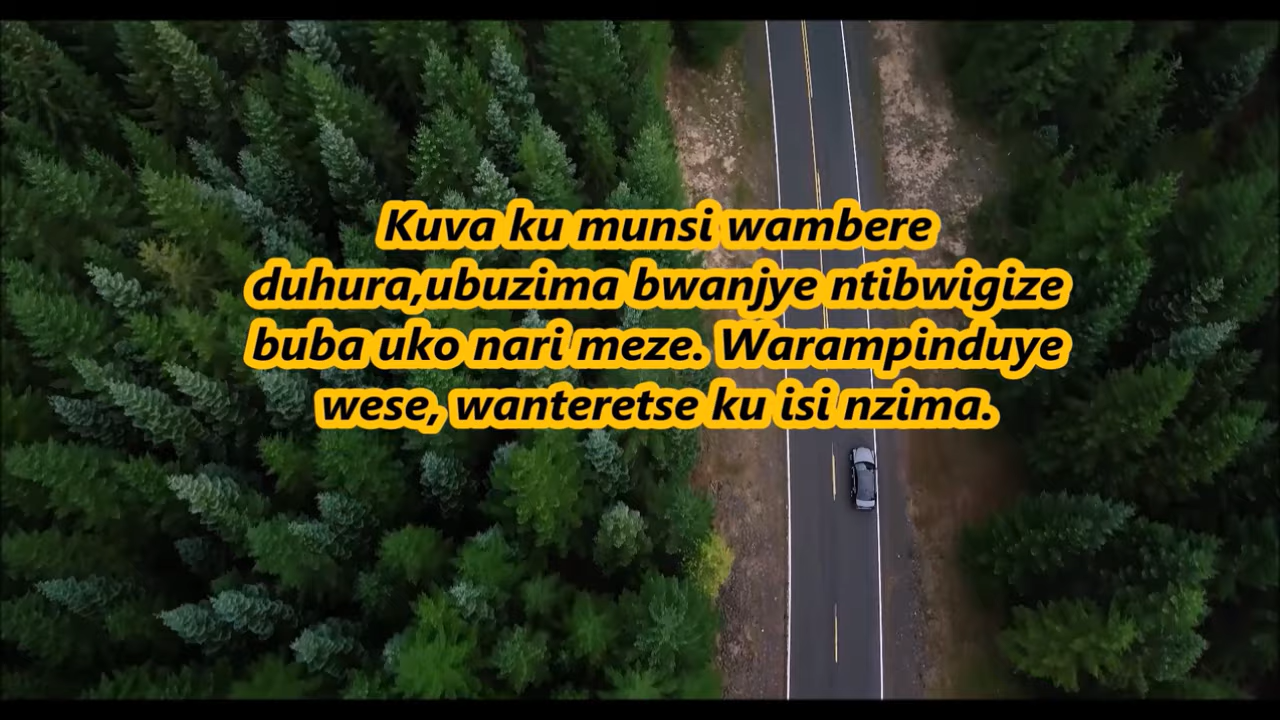 Kuva ku munsi wambere
duhura,ubuzima bwanjye ntibwigize
buba uko nari meze. Warampinduye
wese, wanteretse ku isi nzima.